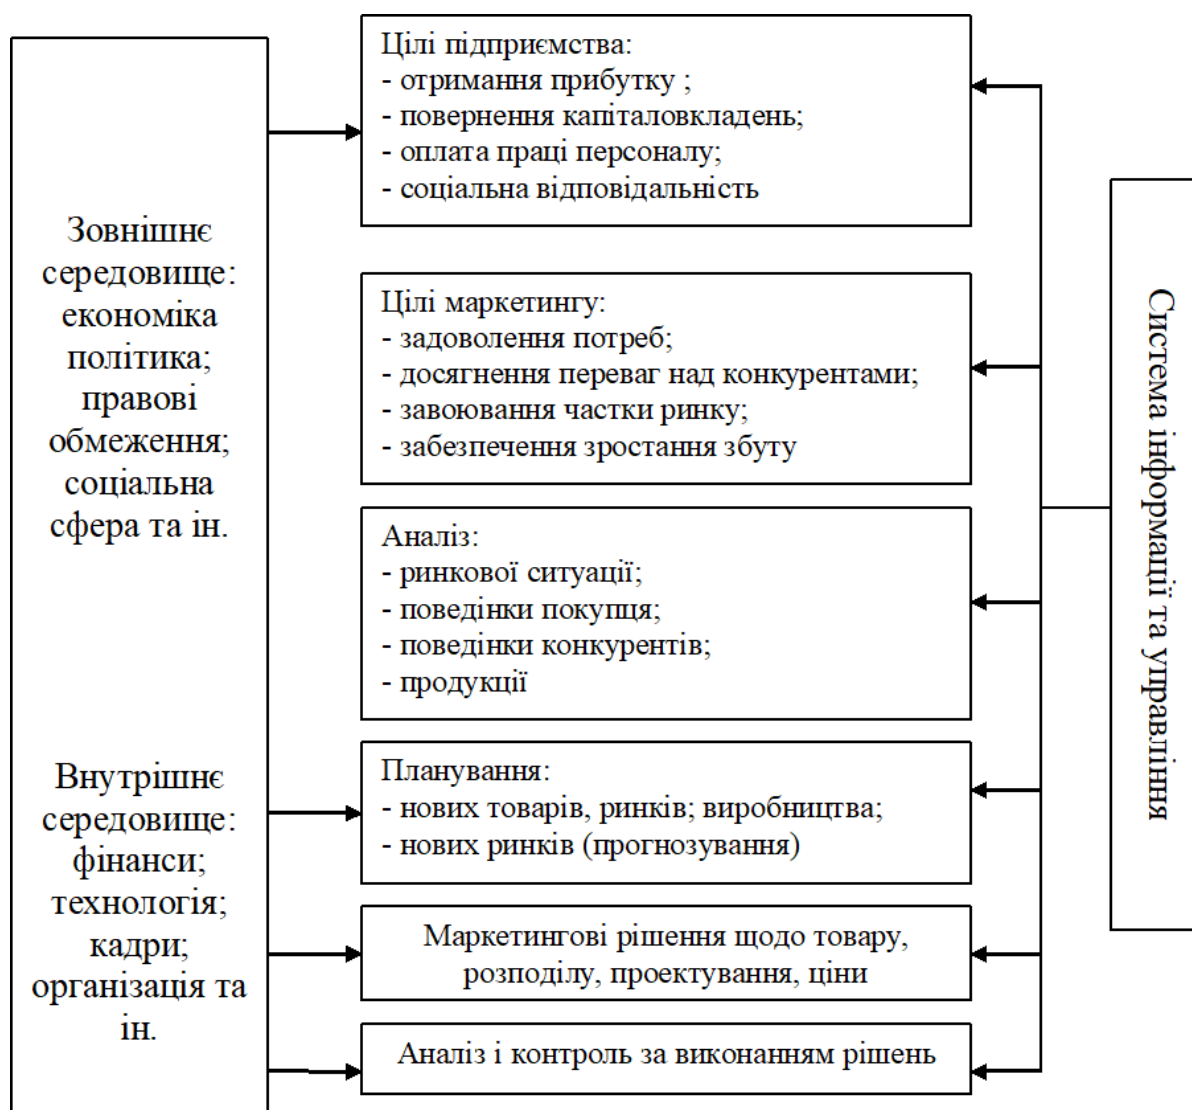 Зовнішнє
середовище:
економіка
політика;
правові
обмеження;
соціальна
сфера та ін.
Внутрішнє
середовище:
фінанси;
технологія;
кадри;
організація та
ін.
Цілі підприємства:
- отримання прибутку ;
- повернення капіталовкладень;
- оплата праці персоналу;
- соціальна відповідальність
Цілі маркетингу:
- задоволення потреб;
- досягнення переваг над конкурентами;
- завоювання частки ринку;
- забезпечення зростання збуту
Аналіз:
- ринкової ситуації;
- поведінки покупця;
- поведінки конкурентів;
- продукції
Планування:
- нових товарів, ринків; виробництва;
- нових ринків (прогнозування)
Маркетингові рішення щодо товару,
розподілу, проектування, ціни
Аналіз і контроль за виконанням рішень
Система інформації та управління